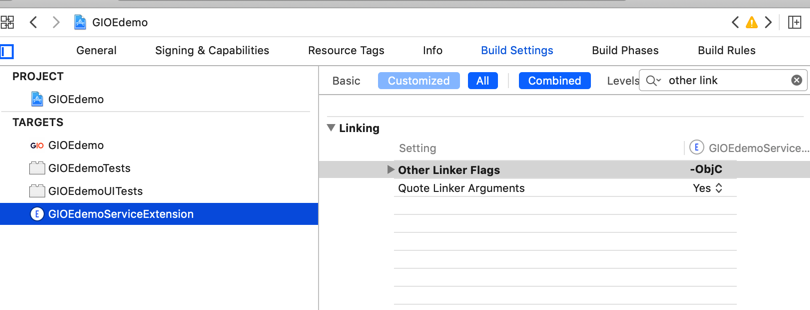 GIOEdemo
General Signing & Capabilities Resource Tags Info Build Settings Build Phases Build Rules
PROJECT
GIOEdemo
TARGETS
GIO GIOEdemo
GIOEdemoTests
GIOEdemoUITests
E GIOEdemoServiceExtension
Basic Customized All Combined Levels other link
Linking
Setting E GIOEdemoService...
Other Linker Flags -ObjC
Quote Linker Arguments Yes